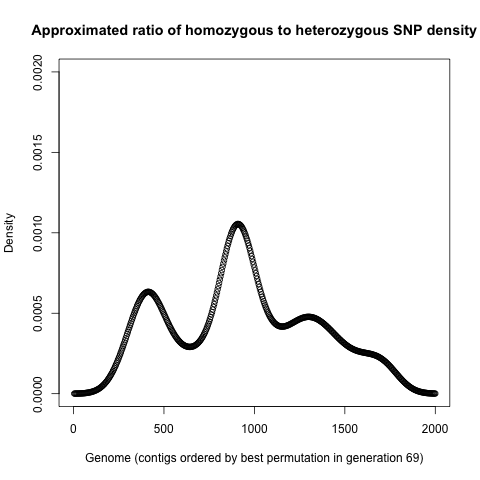 Approximated ratio of homozygous to heterozygous SNP density
Density
0.0020
0.0015
0.0010
0.0005
0.0000
0 500 1000 1500 2000
Genome (contigs ordered by best permutation in generation 69)